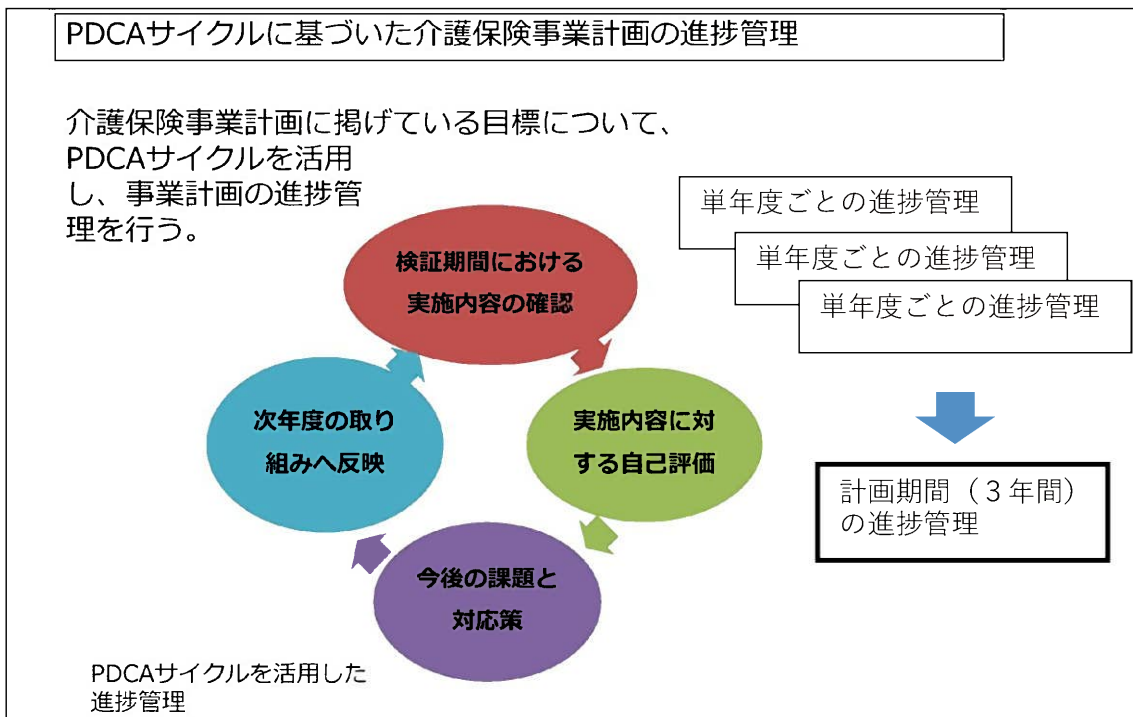 PDCAサイクルに基づいた介護保険事業計画の進捗管理
介護保険事業計画に掲げている目標について、
PDCAサイクルを活用
し、事業計画の進捗管
理を行う。
検証期間における
実施内容の確認
実施内容に対
する自己評価
今後の課題と
対応策
次年度の取り
組みへ反映
PDCAサイクルを活用した
進捗管理
単年度ごとの進捗管理
単年度ごとの進捗管理
単年度ごとの進捗管理
計画期間（３年間）
の進捗管理